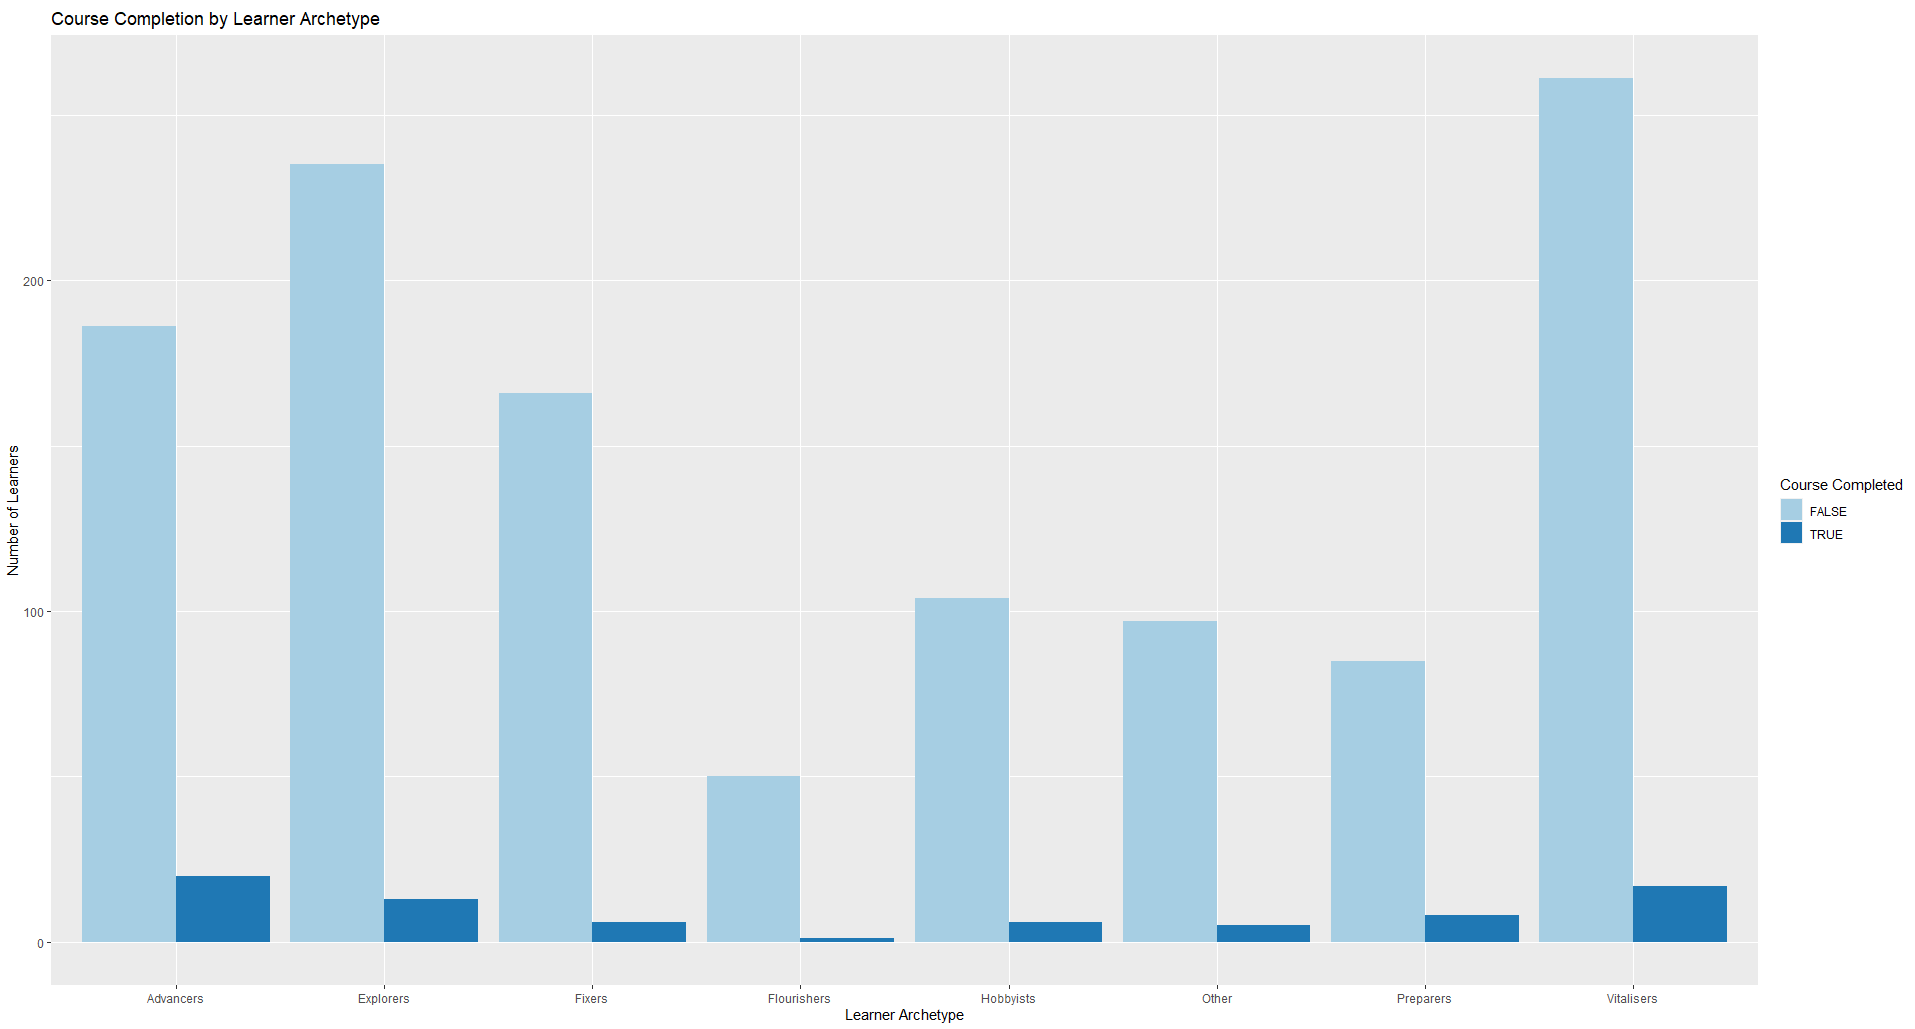 Course Completion by Learner Archetype
Number of Learners
200
100
0
Advancers
Explorers
Fixers
Flourishers
Hobbyists
Other
Preparers
Vitalisers
Learner Archetype
Course Completed
FALSE
TRUE